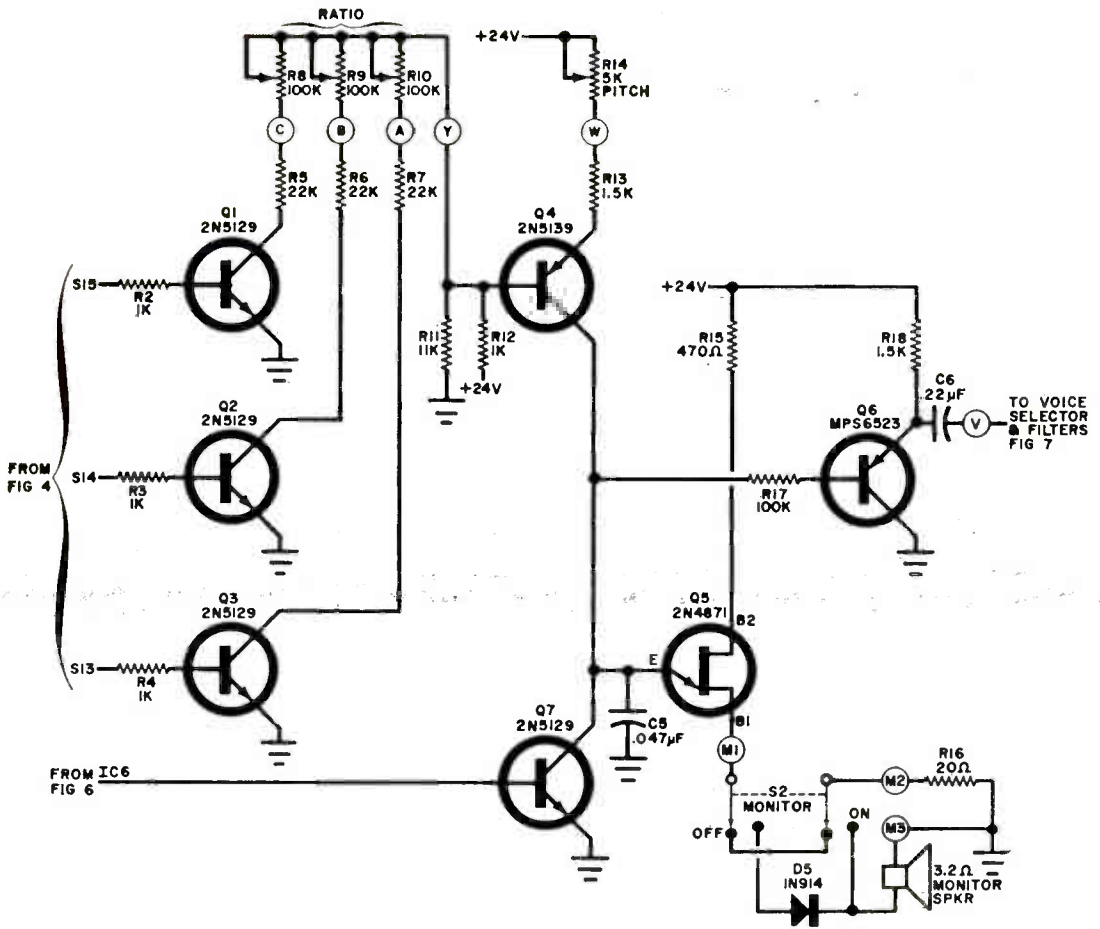 RATIO
+24V
R8
100K
R9
100K
R10
100K
R14
5K
PITCH
C
B
A
Y
W
R5
22K
R6
22K
R7
22K
R13
1.5K
Q1
2N5129
Q4
2N5139
S15
R2
1K
+24V
R11
11K
R12
1K
+24V
R15
470Ω
R18
1.5K
C6
.22µF
V
TO VOICE
SELECTOR
& FILTERS
FIG 7
Q2
2N5129
Q6
MPS6523
FROM
FIG 4
S14
R3
1K
R17
100K
Q3
2N5129
Q5
2N4871
B2
S13
R4
1K
E
B1
Q7
2N5129
C5
.047µF
M1
FROM IC6
FIG 6
R16
20Ω
M2
S2
MONITOR
OFF
ON
M3
D5
1N914
3.2Ω
MONITOR
SPKR